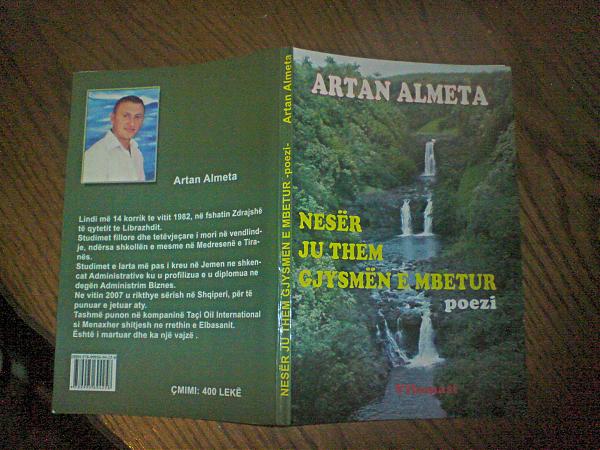 ARTAN ALMETA
NESËR
JU THEM
GJYSMËN E MBETUR
poezi
NESËR JU THEM GJYSMËN E MBETUR -poezi- Artan Almeta
Artan Almeta
Lindi më 14 korrik te vitit 1982, në fshatin Zdrajshë
të qytetit te Librazhdit.
Studimet fillore dhe tetëvjeçare i mori në vendlind-
je, ndërsa shkollën e mesme në Medresenë e Tira-
nës.
Studimet e larta më pas i kreu në Jemen ne shken-
cat Administrative ku u profilizua e u diplomua ne
degën Administrim Biznes.
Ne vitin 2007 u rikthye sërish në Shqiperi, për të
punuar e jetuar aty.
Tashmë punon në kompaninë Taçi Oil International
si Menaxher shitjesh ne rrethin e Elbasanit.
Është i martuar dhe ka një vajzë .
ÇMIMI: 400 LEKË